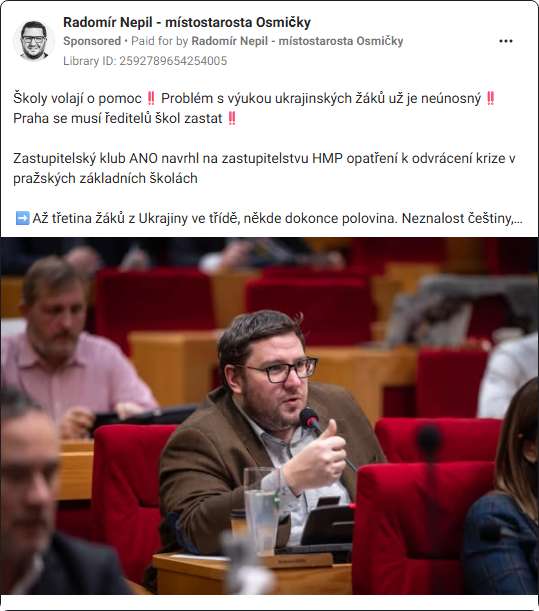 Radomír Nepil - místostarosta Osmičky
Sponsored • Paid for by Radomír Nepil - místostarosta Osmičky
Library ID: 2592789654254005
Školy volají o pomoc‼️ Problém s výukou ukrajinských žáků už je neúnosný‼️
Praha se musí ředitelů škol zastat‼️
Zastupitelský klub ANO navrhl na zastupitelstvu HMP opatření k odvrácení krize v
pražských základních školách
➡️ Až třetina žáků z Ukrajiny ve třídě, někde dokonce polovina. Neznalost češtiny,...